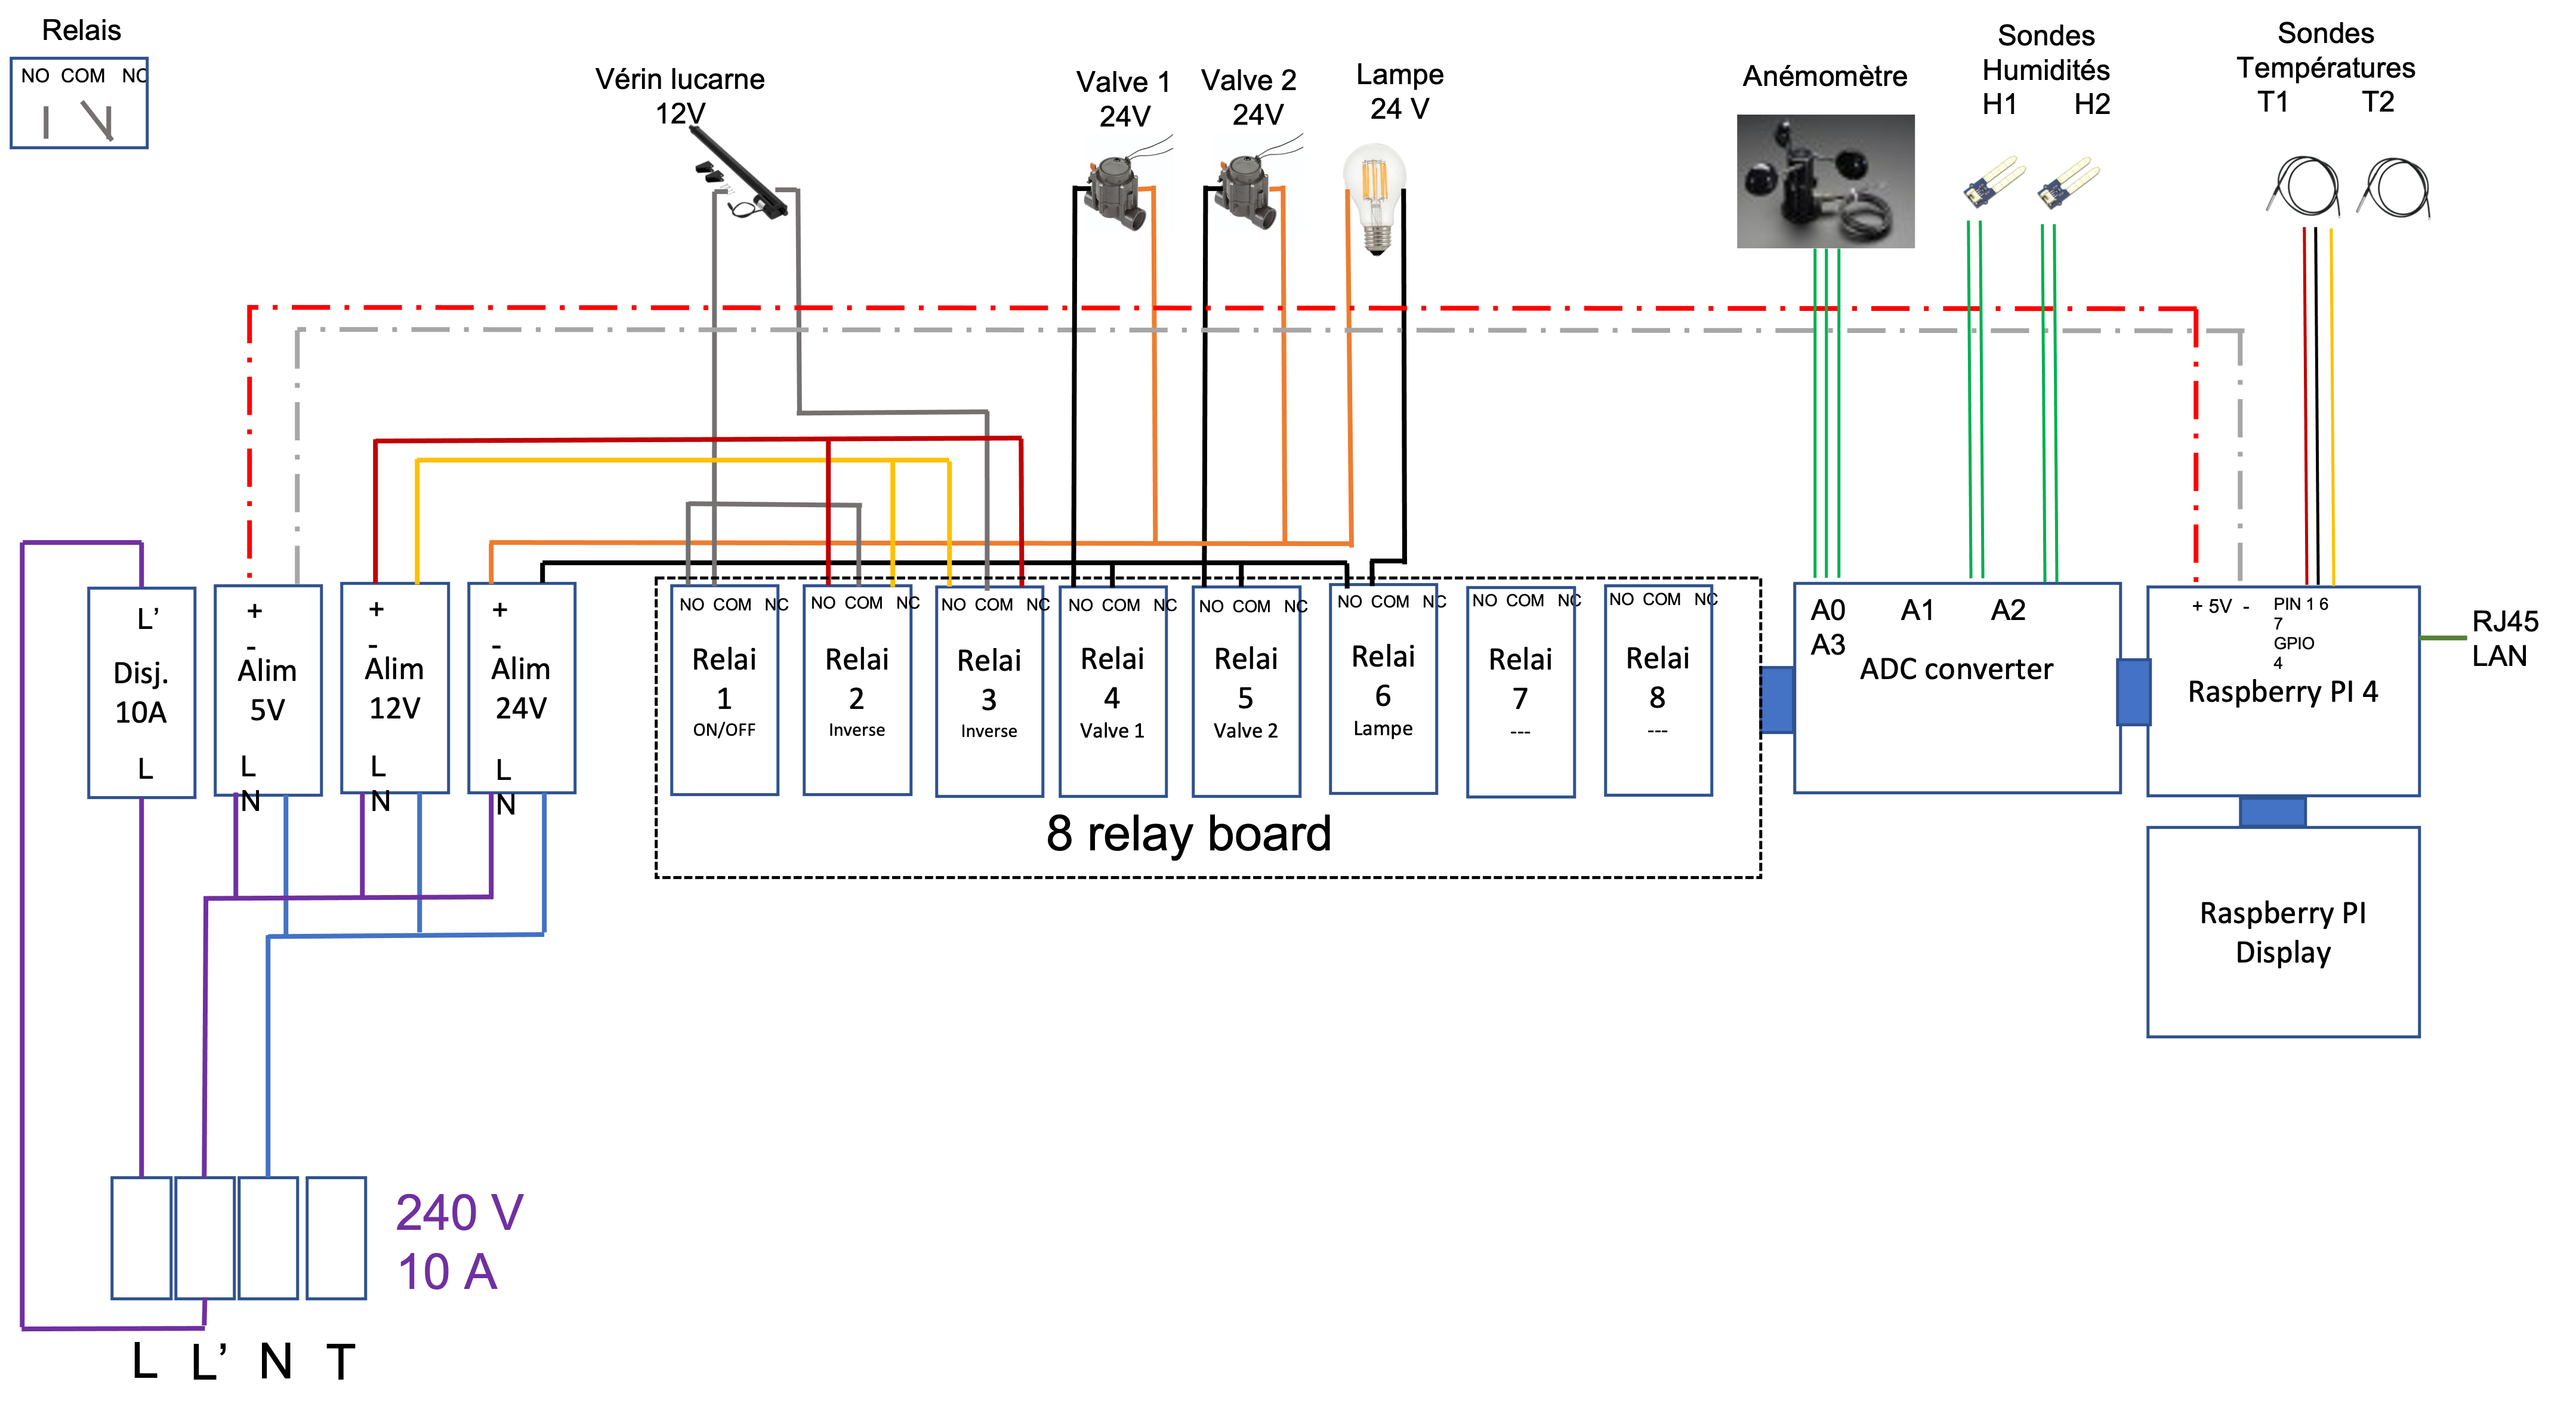 Relais
NO COM NC
Vérin lucarne
12V
Valve 1
24V
Valve 2
24V
Lampe
24 V
Anémomètre
Sondes
Humidités
H1 H2
Sondes
Températures
T1 T2
L’
Disj.
10A
L
+
-
Alim
5V
L
N
+
-
Alim
12V
L
N
+
-
Alim
24V
L
N
NO COM NC
Relai
1
ON/OFF
NO COM NC
Relai
2
Inverse
NO COM NC
Relai
3
Inverse
NO COM NC
Relai
4
Valve 1
NO COM NC
Relai
5
Valve 2
NO COM NC
Relai
6
Lampe
NO COM NC
Relai
7
---
NO COM NC
Relai
8
---
8 relay board
A0 A1 A2
A3
ADC converter
+ 5V -
PIN 1 6
7
GPIO
4
Raspberry PI 4
RJ45
LAN
Raspberry PI
Display
240 V
10 A
L L’ N T